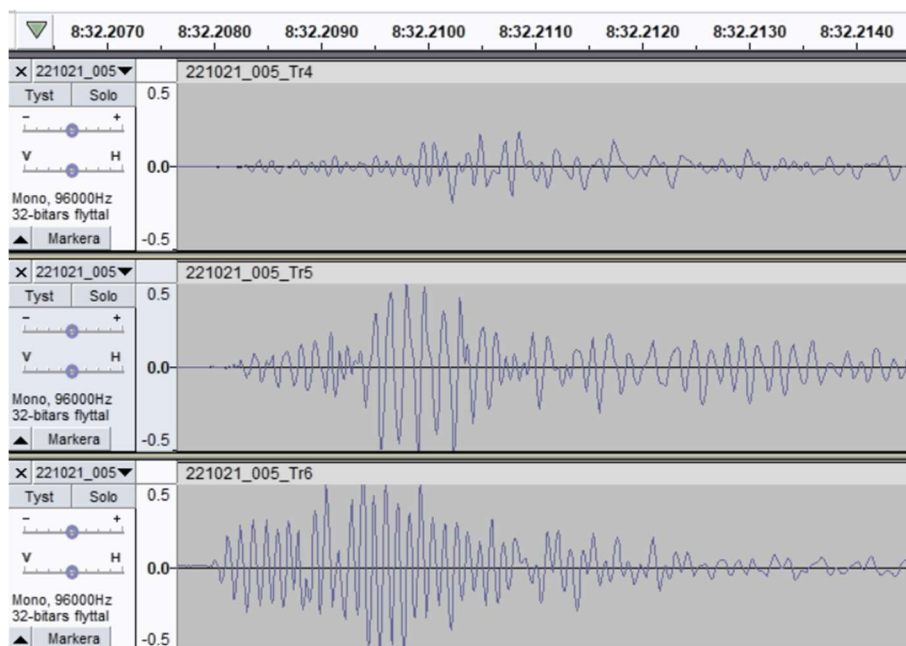 8:32.2070 8:32.2080 8:32.2090 8:32.2100 8:32.2110 8:32.2120 8:32.2130 8:32.2140
× 221021_005▼ 221021_005_Tr4
Tyst Solo 0.5
- +
V H 0.0-
Mono, 96000Hz
32-bitars flyttal
Markera -0.5
× 221021_005▼ 221021_005_Tr5
Tyst Solo 0.5
- +
V H 0.0-
Mono, 96000Hz
32-bitars flyttal
Markera -0.5
× 221021_005▼ 221021_005_Tr6
Tyst Solo 0.5
- +
V H 0.0-
Mono, 96000Hz
32-bitars flyttal
Markera -0.5